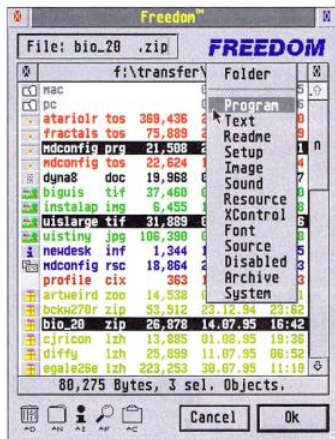 Freedom™
File: bio_20 .zip
FREEDOM
f:\transfer\
Folder
mac
pc
Program
Text
Readme
Setup
Image
Sound
Resource
XControl
Font
Source
Disabled
Archive
System
atariolr tos 369,436
fractals tos 75,889
mdconfig prg 21,508
mdconfig tos 22,624
dyna8 doc 19,968
biguis tif 37,460
instalap img 6,455
uislarge tif 31,889
uistiny jpg 106,390
newdesk inf 1,344
mdconfig rsc 18,864
profile cix 363
artweird zoo 14,538
bckw270r zip 53,512 23.12.94 23:62
bio_20 zip 26,878 14.07.95 16:42
cjricon lzh 13,885 01.08.95 19:36
diffy lzh 25,899 11.07.95 06:52
egale26e lzh 223,253 30.07.95 11:19
80,275 Bytes, 3 sel. Objects.
^D ^N ^I ^F ^C
Cancel
Ok